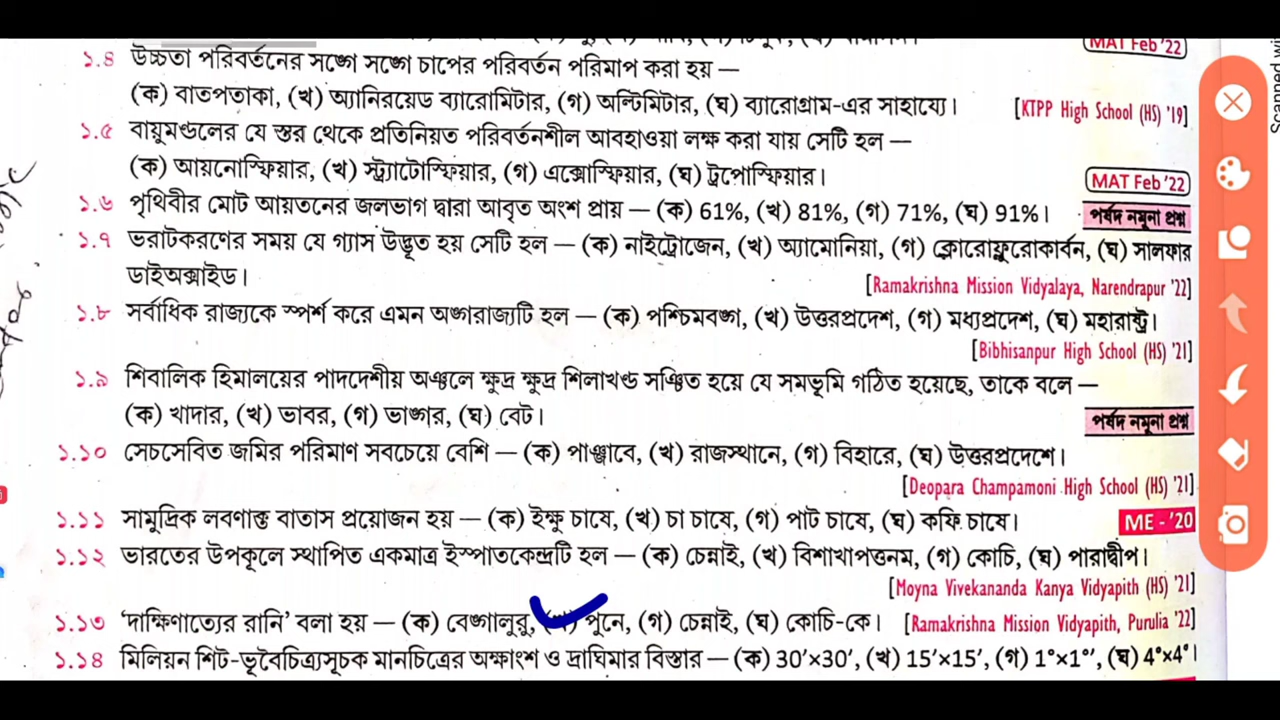 MAT Feb '22
১.৪ উচ্চতা পরিবর্তনের সঙ্গে সঙ্গে চাপের পরিবর্তন পরিমাপ করা হয় —
(ক) বাতপতাকা, (খ) অ্যানিরয়েড ব্যারোমিটার, (গ) অল্টিমিটার, (ঘ) ব্যারোগ্রাম-এর সাহায্যে। [KTPP High School (HS) '19]
১.৫ বায়ুমণ্ডলের যে স্তর থেকে প্রতিনিয়ত পরিবর্তনশীল আবহাওয়া লক্ষ করা যায় সেটি হল —
(ক) আয়নোস্ফিয়ার, (খ) স্ট্র্যাটোস্ফিয়ার, (গ) এক্সোস্ফিয়ার, (ঘ) ট্রপোস্ফিয়ার। MAT Feb '22
১.৬ পৃথিবীর মোট আয়তনের জলভাগ দ্বারা আবৃত অংশ প্রায় — (ক) 61%, (খ) 81%, (গ) 71%, (ঘ) 91%। পর্ষদ নমুনা প্রশ্ন
১.৭ ভরাটকরণের সময় যে গ্যাস উদ্ভূত হয় সেটি হল — (ক) নাইট্রোজেন, (খ) অ্যামোনিয়া, (গ) ক্লোরোফ্লুরোকার্বন, (ঘ) সালফার
ডাইঅক্সাইড। [Ramakrishna Mission Vidyalaya, Narendrapur '22]
১.৮ সর্বাধিক রাজ্যকে স্পর্শ করে এমন অঙ্গরাজ্যটি হল — (ক) পশ্চিমবঙ্গ, (খ) উত্তরপ্রদেশ, (গ) মধ্যপ্রদেশ, (ঘ) মহারাষ্ট্র।
[Bibhisanpur High School (HS) '21]
১.৯ শিবালিক হিমালয়ের পাদদেশীয় অঞ্চলে ক্ষুদ্র ক্ষুদ্র শিলাখণ্ড সঞ্চিত হয়ে যে সমভূমি গঠিত হয়েছে, তাকে বলে —
(ক) খাদার, (খ) ভাবর, (গ) ভাঙ্গার, (ঘ) বেট। পর্ষদ নমুনা প্রশ্ন
১.১০ সেচসেবিত জমির পরিমাণ সবচেয়ে বেশি — (ক) পাঞ্জাবে, (খ) রাজস্থানে, (গ) বিহারে, (ঘ) উত্তরপ্রদেশে।
[Deopara Champamoni High School (HS) '21]
১.১১ সামুদ্রিক লবণাক্ত বাতাস প্রয়োজন হয় — (ক) ইক্ষু চাষে, (খ) চা চাষে, (গ) পাট চাষে, (ঘ) কফি চাষে। ME - '20
১.১২ ভারতের উপকূলে স্থাপিত একমাত্র ইস্পাতকেন্দ্রটি হল — (ক) চেন্নাই, (খ) বিশাখাপত্তনম, (গ) কোচি, (ঘ) পারাদ্বীপ।
[Moyna Vivekananda Kanya Vidyapith (HS) '21]
১.১৩ 'দাক্ষিণাত্যের রানি' বলা হয় — (ক) বেঙ্গালুরু, (খ) পুনে, (গ) চেন্নাই, (ঘ) কোচি-কে। [Ramakrishna Mission Vidyapith, Purulia '22]
১.১৪ মিলিয়ন শিট-ভূবৈচিত্র্যসূচক মানচিত্রের অক্ষাংশ ও দ্রাঘিমার বিস্তার — (ক) 30'×30', (খ) 15'×15', (গ) 1°×1°, (ঘ) 4°×4°।